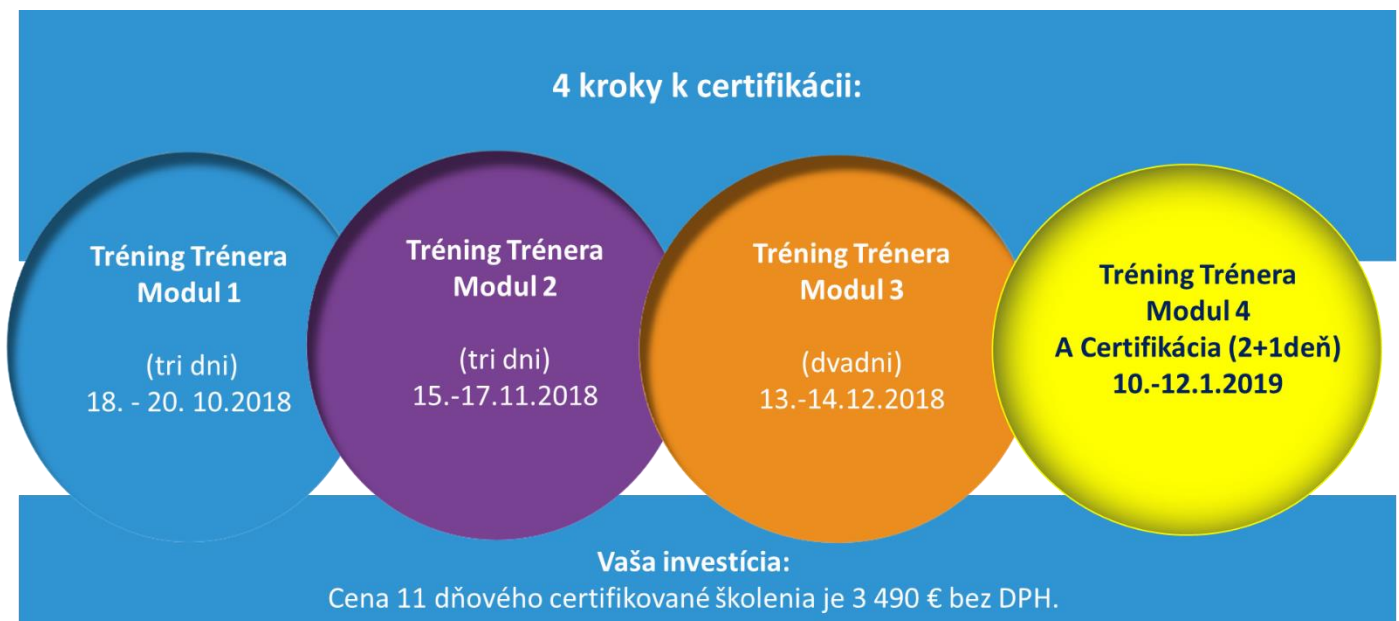 4 kroky k certifikácii:
Tréning Trénera
Modul 1
(tri dni)
18. - 20. 10.2018
Tréning Trénera
Modul 2
(tri dni)
15.-17.11.2018
Tréning Trénera
Modul 3
(dvadni)
13.-14.12.2018
Tréning Trénera
Modul 4
A Certifikácia (2+1deň)
10.-12.1.2019
Vaša investícia:
Cena 11 dňového certifikované školenia je 3 490 € bez DPH.